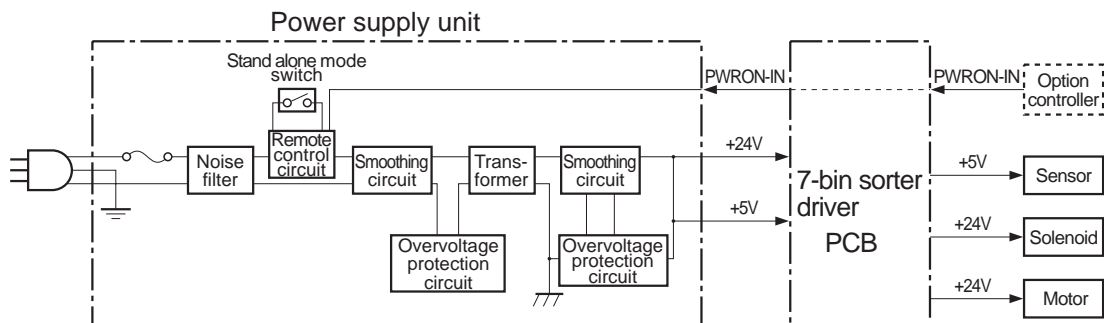 Power supply unit
Stand alone mode
switch
PWRON-IN
PWRON-IN
Option
controller
Noise
filter
Remote
control
circuit
Smoothing
circuit
Trans-
former
Smoothing
circuit
+24V
+5V
Overvoltage
protection
circuit
Overvoltage
protection
circuit
7-bin sorter
driver
PCB
+5V
Sensor
+24V
Solenoid
+24V
Motor